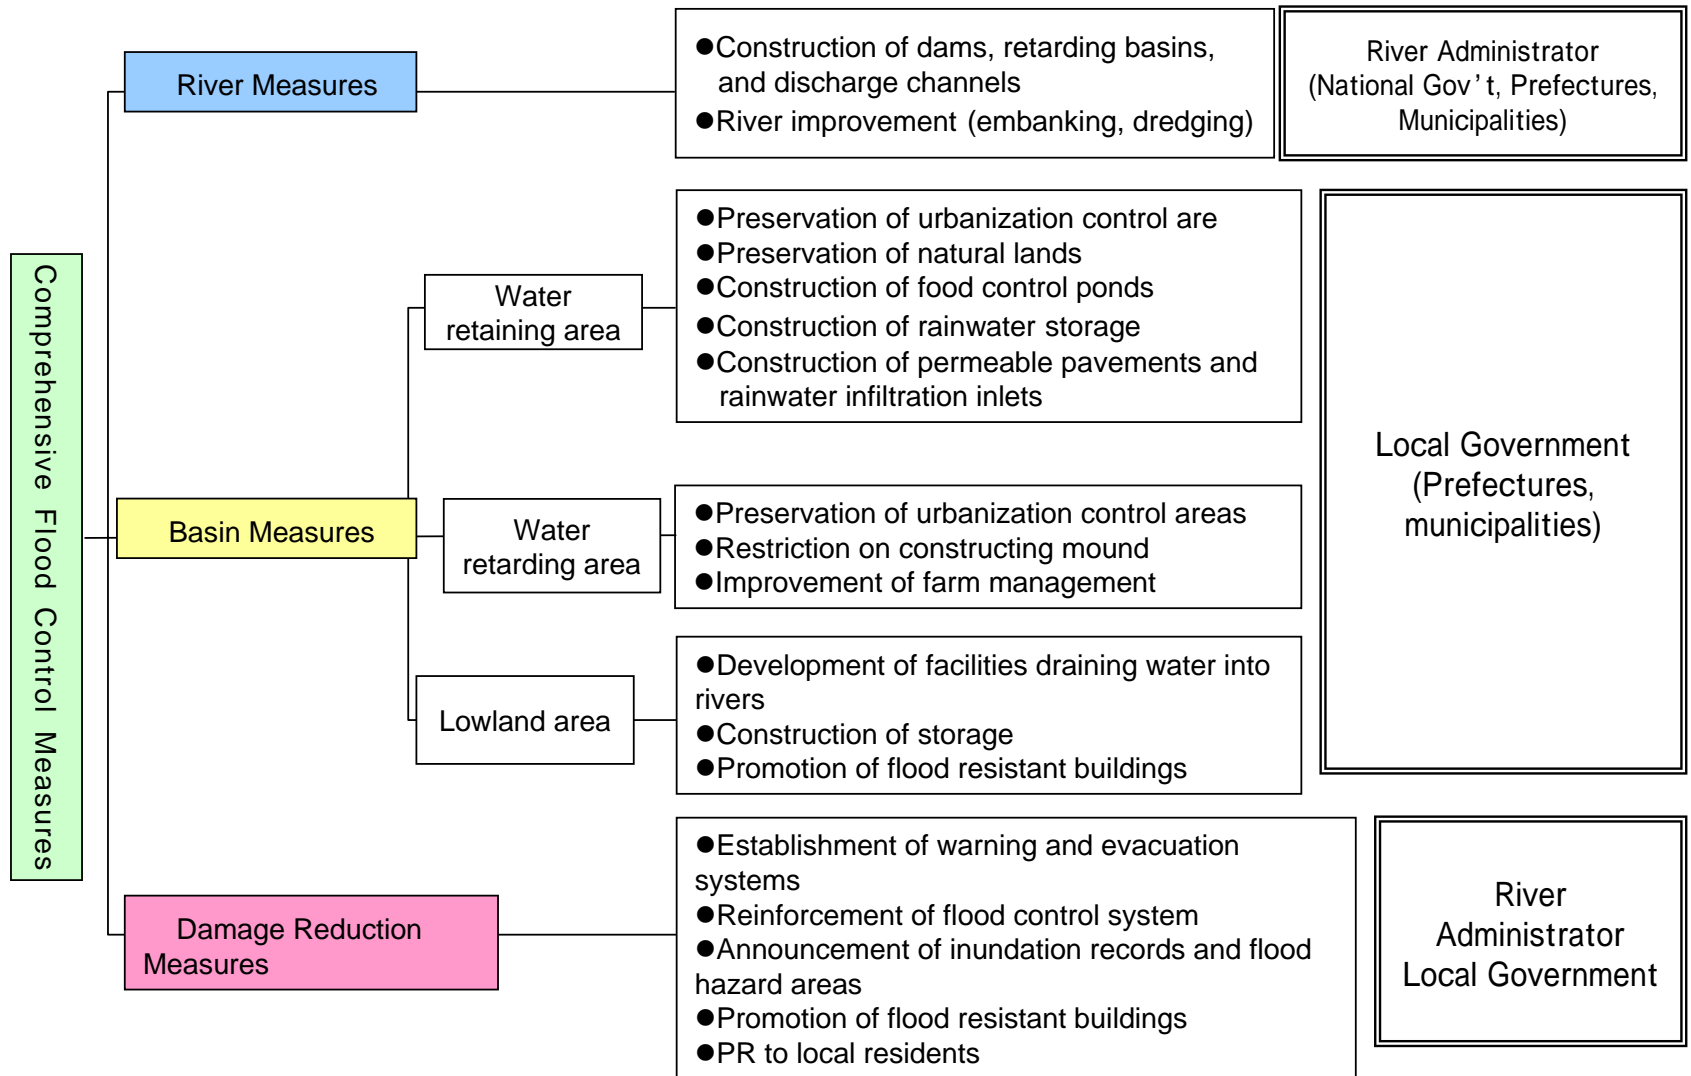 Comprehensive Flood Control Measures
River Measures
●Construction of dams, retarding basins,
and discharge channels
●River improvement (embanking, dredging)
River Administrator
(National Gov't, Prefectures,
Municipalities)
Basin Measures
Water
retaining area
●Preservation of urbanization control are
●Preservation of natural lands
●Construction of food control ponds
●Construction of rainwater storage
●Construction of permeable pavements and
rainwater infiltration inlets
Water
retarding area
●Preservation of urbanization control areas
●Restriction on constructing mound
●Improvement of farm management
Lowland area
●Development of facilities draining water into
rivers
●Construction of storage
●Promotion of flood resistant buildings
Local Government
(Prefectures,
municipalities)
Damage Reduction
Measures
●Establishment of warning and evacuation
systems
●Reinforcement of flood control system
●Announcement of inundation records and flood
hazard areas
●Promotion of flood resistant buildings
●PR to local residents
River
Administrator
Local Government